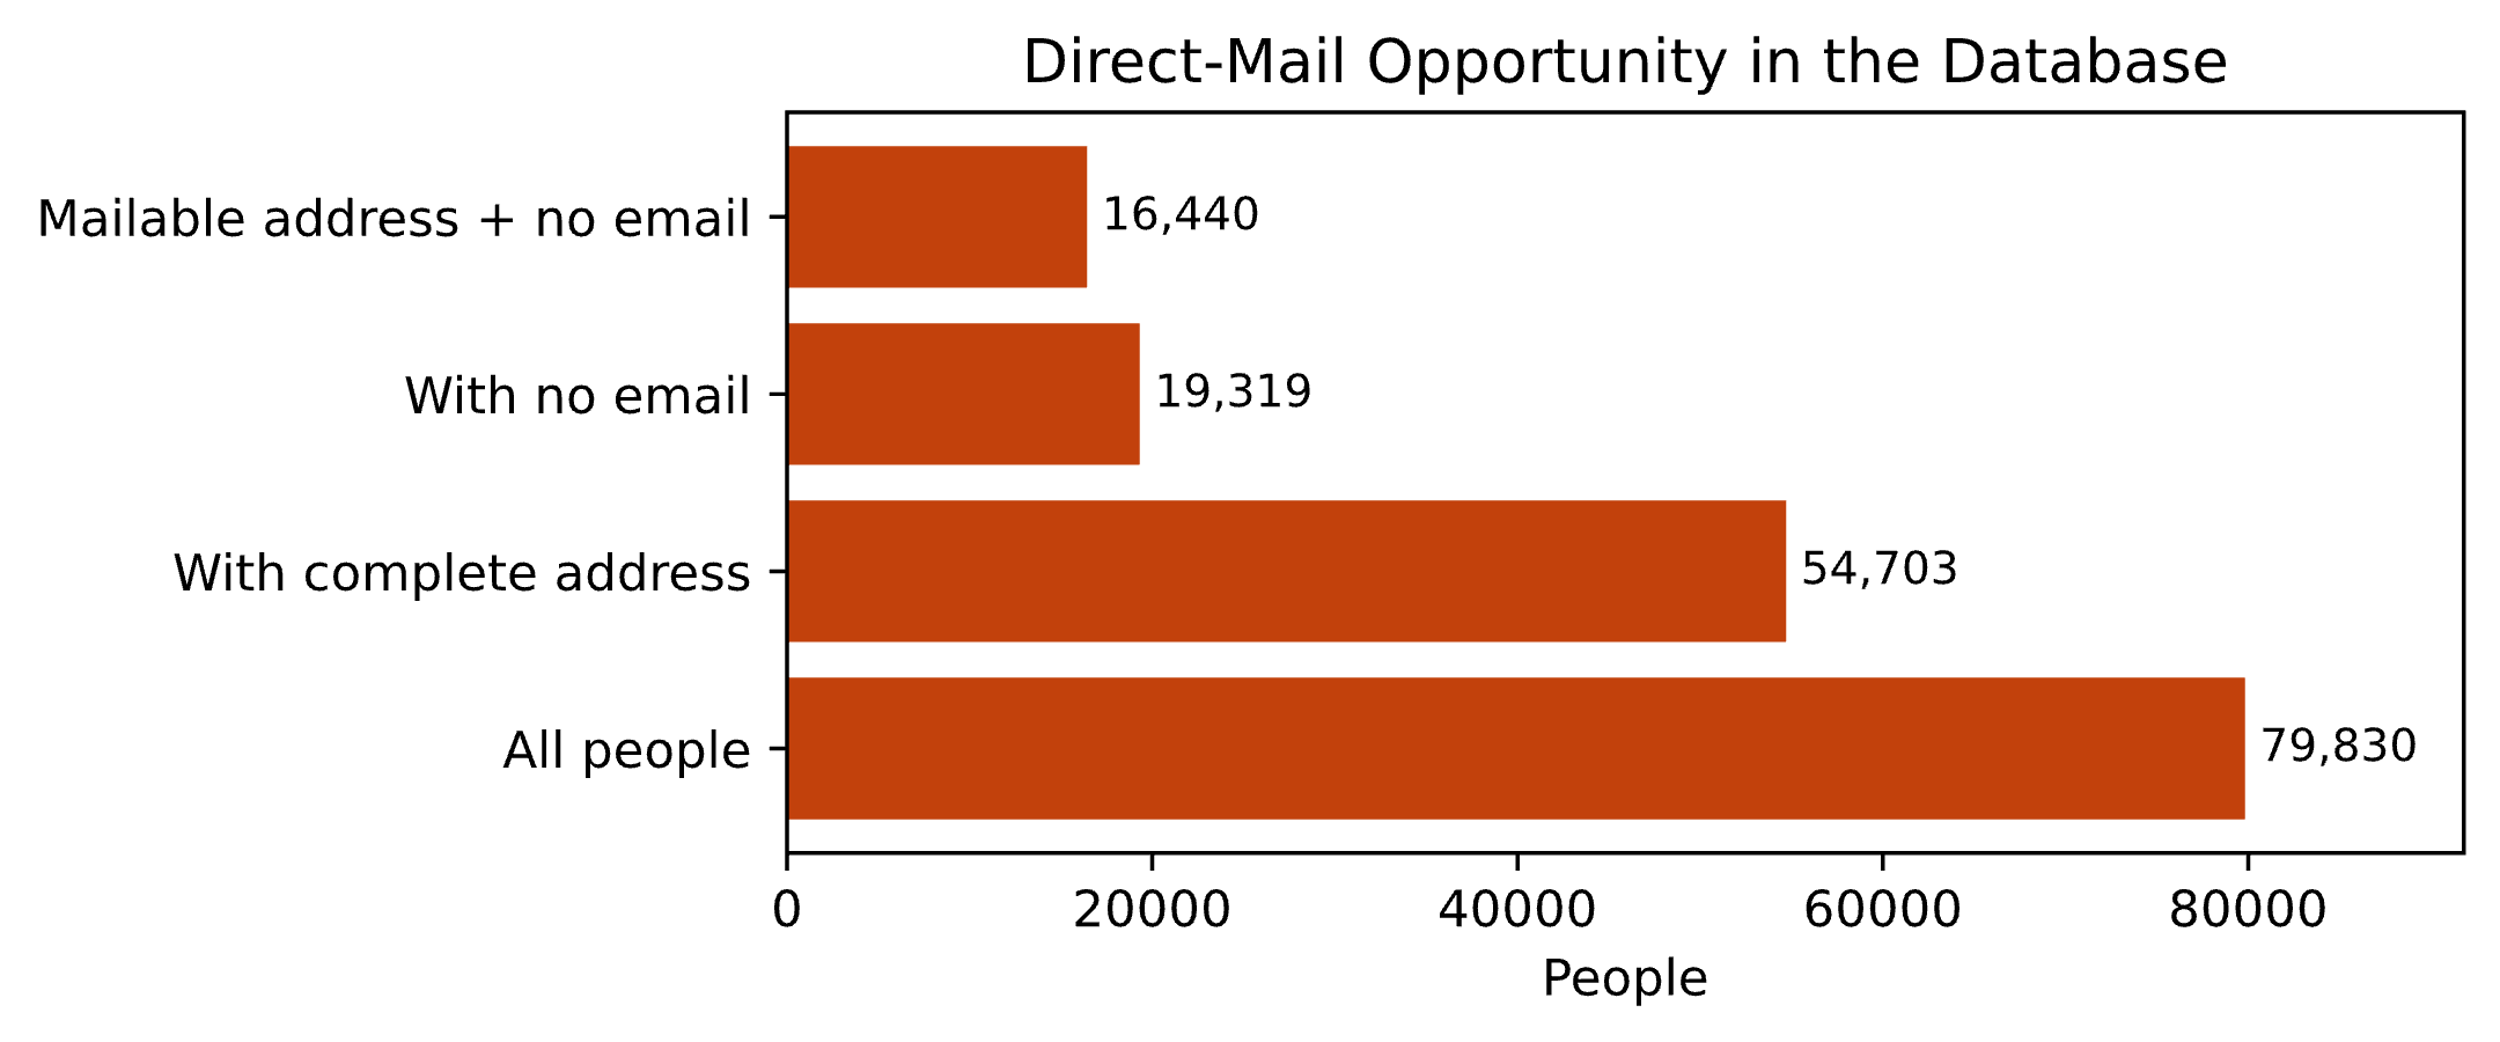 Direct-Mail Opportunity in the Database
Mailable address + no email
16,440
With no email
19,319
With complete address
54,703
All people
79,830
0 20000 40000 60000 80000
People